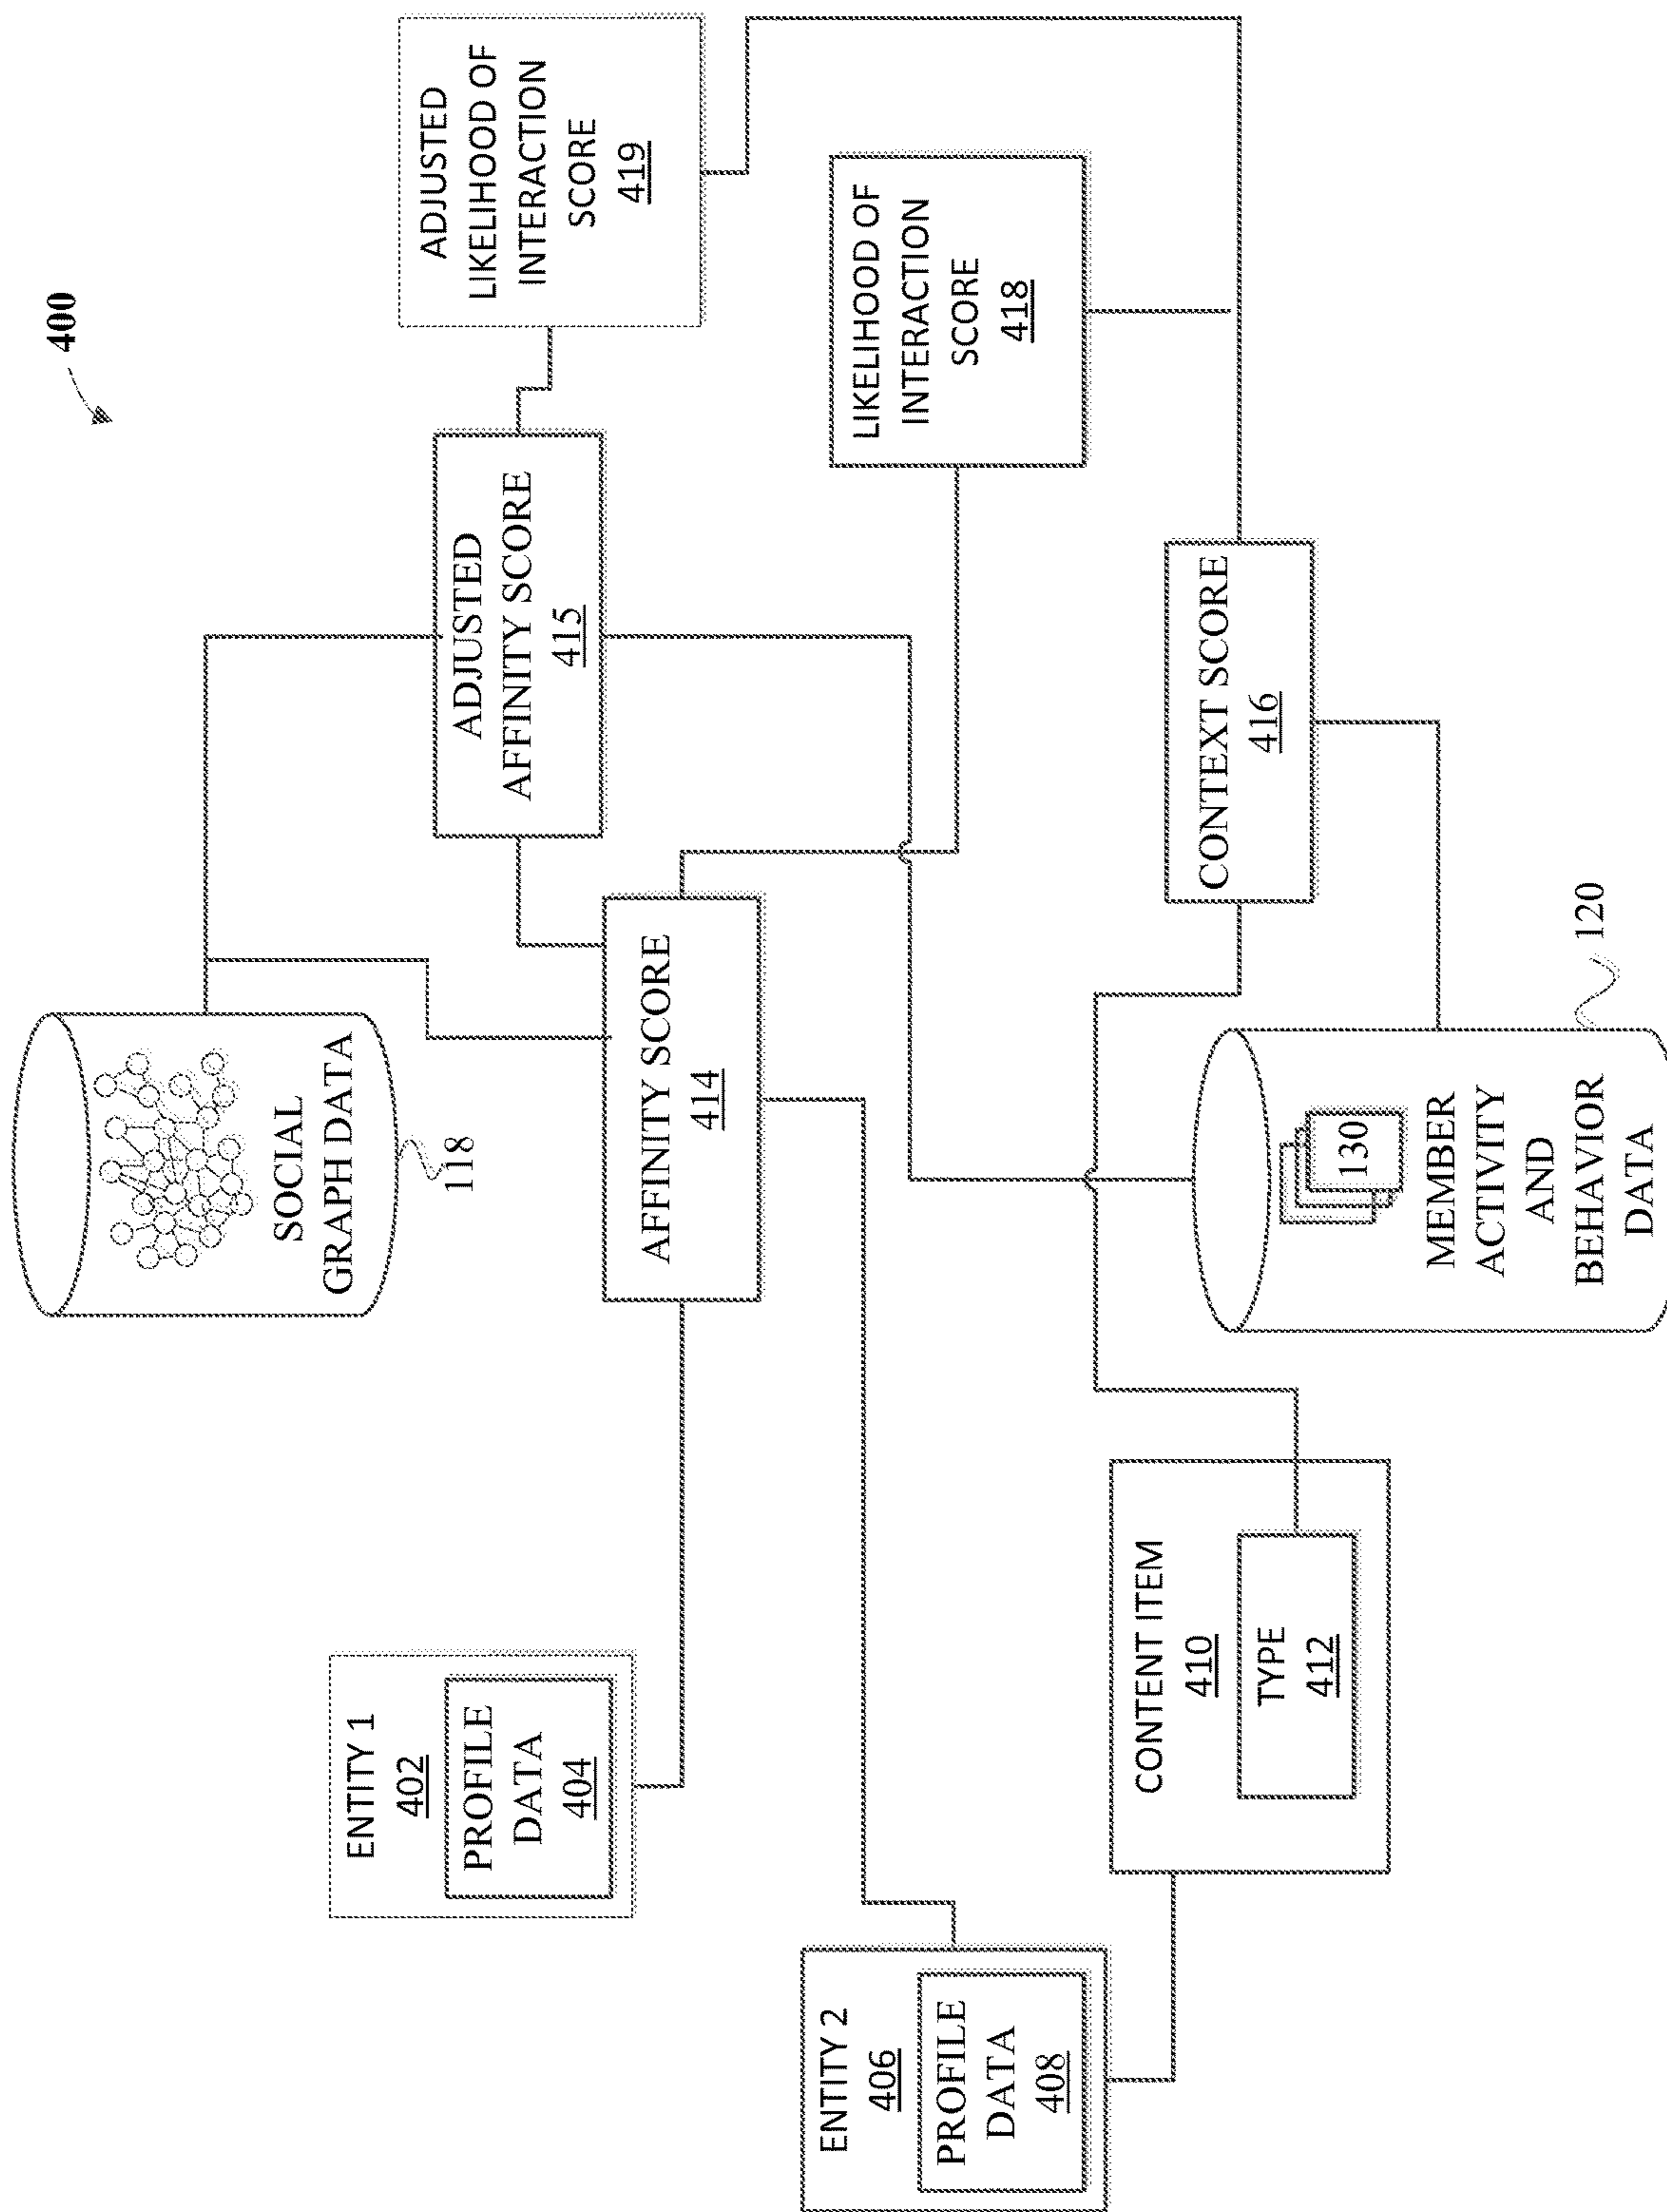 400
SOCIAL
GRAPH DATA
118
ADJUSTED
LIKELIHOOD OF
INTERACTION
SCORE
419
ADJUSTED
AFFINITY SCORE
415
ENTITY 1
402
PROFILE
DATA
404
AFFINITY SCORE
414
LIKELIHOOD OF
INTERACTION
SCORE
418
ENTITY 2
406
PROFILE
DATA
408
CONTENT ITEM
410
TYPE
412
CONTEXT SCORE
416
120
130
MEMBER
ACTIVITY
AND
BEHAVIOR
DATA